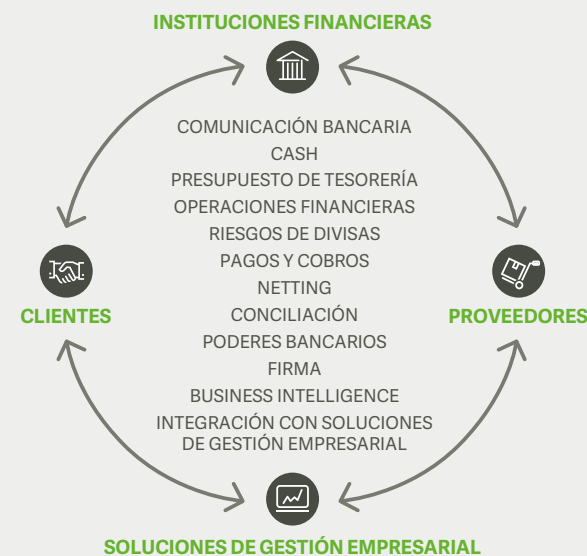 INSTITUCIONES FINANCIERAS
COMUNICACIÓN BANCARIA
CASH
PRESUPUESTO DE TESORERÍA
OPERACIONES FINANCIERAS
RIESGOS DE DIVISAS
PAGOS Y COBROS
NETTING
CONCILIACIÓN
PODERES BANCARIOS
FIRMA
BUSINESS INTELLIGENCE
INTEGRACIÓN CON SOLUCIONES
DE GESTIÓN EMPRESARIAL
CLIENTES
PROVEEDORES
SOLUCIONES DE GESTIÓN EMPRESARIAL